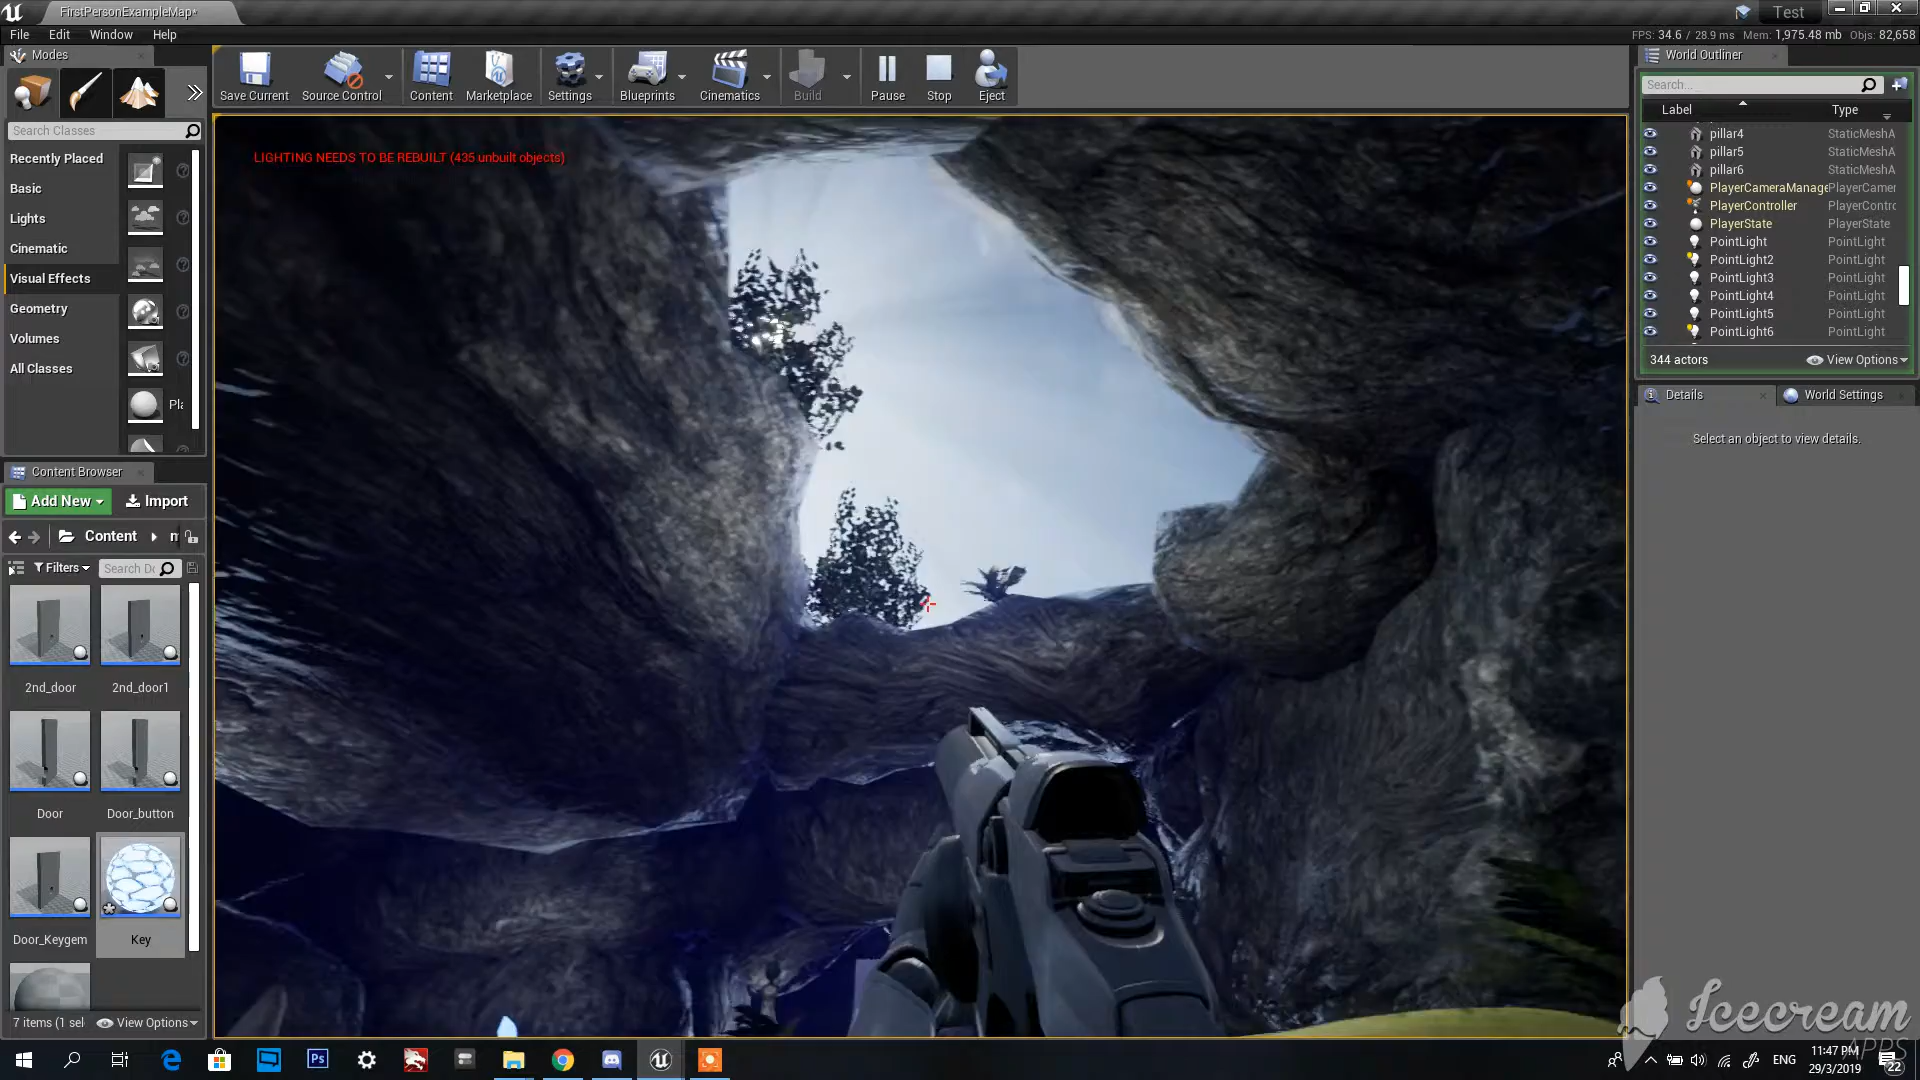 FirstPersonExampleMap*
Test
File Edit Window Help
FPS: 34.6 / 28.9 ms Mem: 1,975.48 mb Objs: 82,658
Modes
Save Current
Source Control
Content
Marketplace
Settings
Blueprints
Cinematics
Build
Pause
Stop
Eject
Search Classes
Recently Placed
Basic
Lights
Cinematic
Visual Effects
Geometry
Volumes
All Classes
Pla
LIGHTING NEEDS TO BE REBUILT (435 unbuilt objects)
World Outliner
Search...
Label Type
pillar4 StaticMeshA
pillar5 StaticMeshA
pillar6 StaticMeshA
PlayerCameraManage PlayerCamer
PlayerController PlayerContro
PlayerState PlayerState
PointLight PointLight
PointLight2 PointLight
PointLight3 PointLight
PointLight4 PointLight
PointLight5 PointLight
PointLight6 PointLight
344 actors View Options
Details World Settings
Select an object to view details.
Content Browser
Add New Import
Content
Filters Search Do
2nd_door 2nd_door1
Door Door_button
Door_Keygem Key
7 items (1 sel View Options
Icecream
APPS
Ps
ENG
11:47 PM
29/3/2019
22